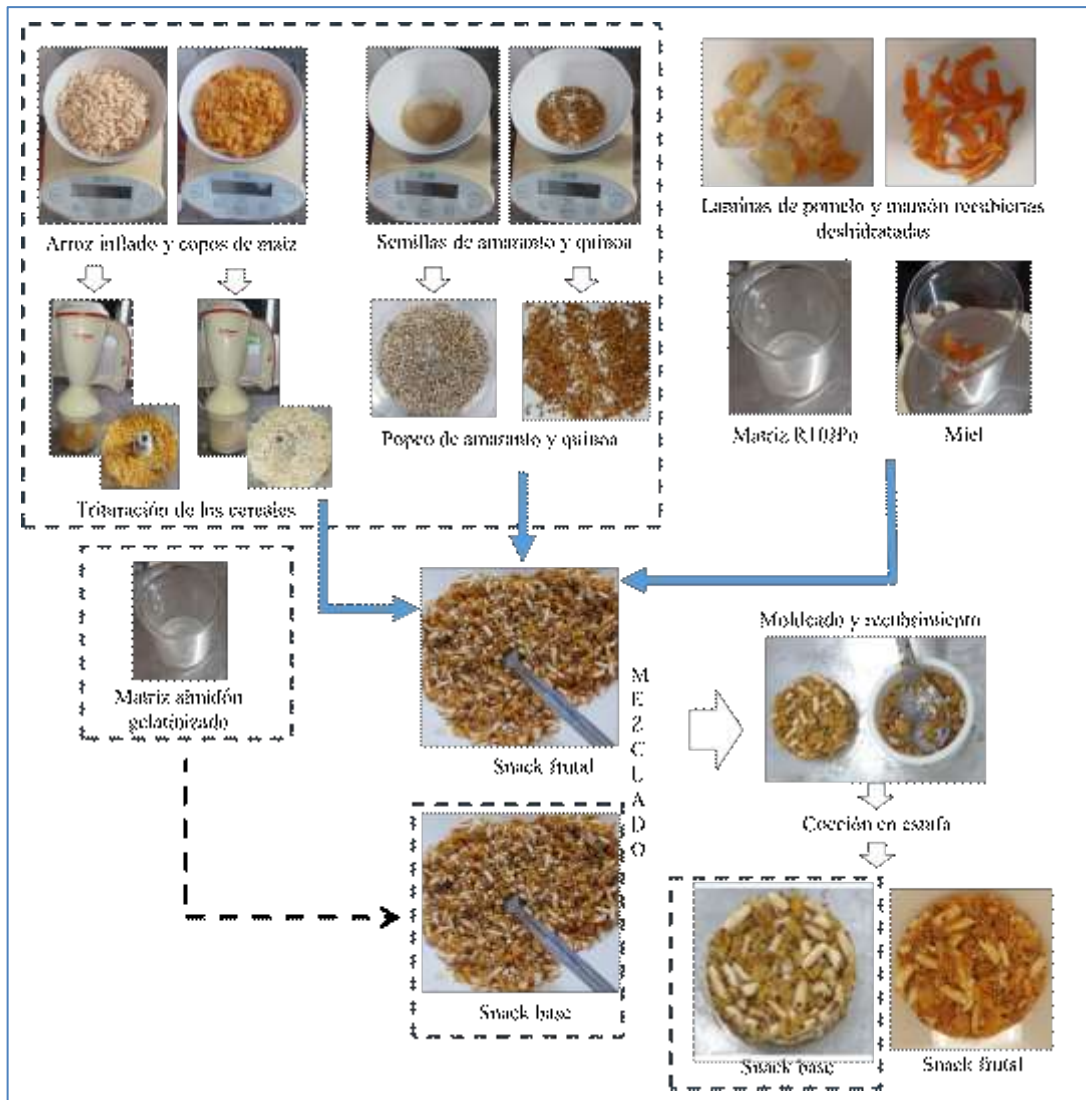 Arroz inflado y copos de maíz
Semillas de amaranto y quinoa
Laminas de pomelo y mamón recubiertas
deshidratadas
Trituración de los cereales
Popeo de amaranto y quinoa
Matriz
Miel
Matriz almidón
gelatinizado
Snack frutal
MEZCLADO
Snack base
Moldeado y recubrimiento
Cocción en estufa
Snack base
Snack frutal